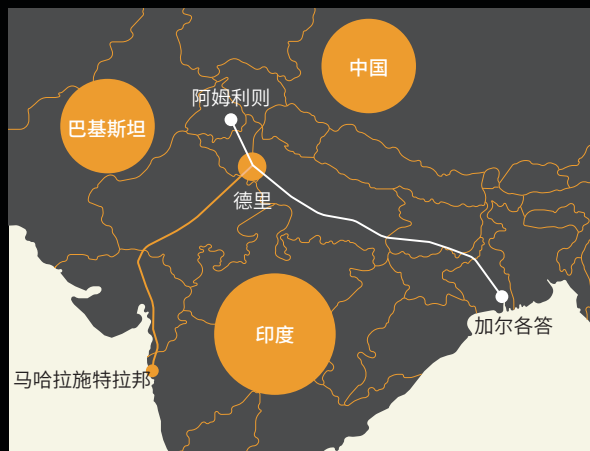 中国
阿姆利则
巴基斯坦
德里
加尔各答
印度
马哈拉施特拉邦